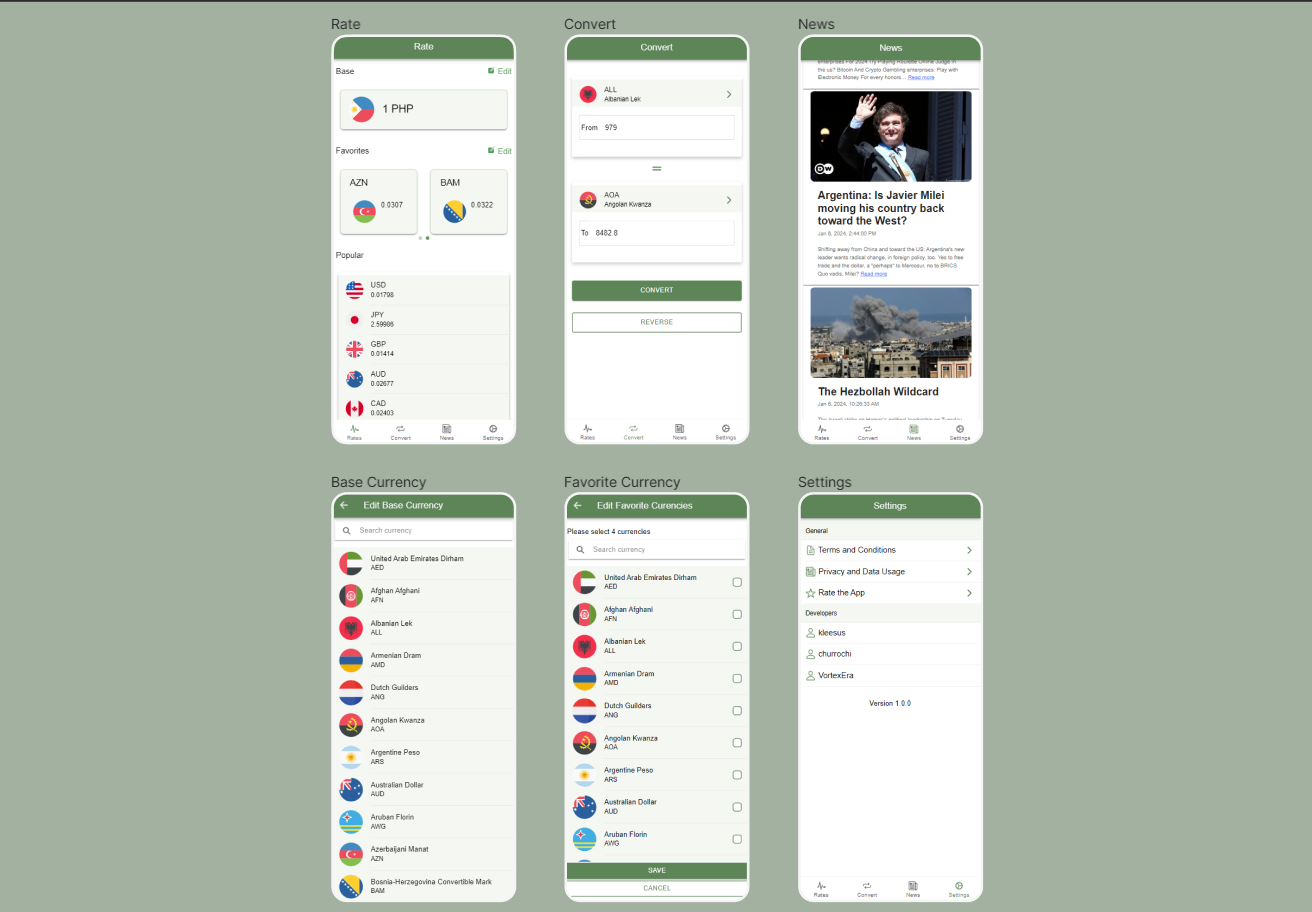 Rate
Rate
Base
Edit
1 PHP
Favorites
Edit
AZN
0.0307
BAM
0.0322
Popular
USD
0.01798
JPY
2.59986
GBP
0.01414
AUD
0.02677
CAD
0.02403
Rates
Convert
News
Settings
Convert
Convert
ALL
Albanian Lek
From 979
AOA
Angolan Kwanza
To 8482.8
CONVERT
REVERSE
Rates
Convert
News
Settings
News
News
enterprises For 2024 Try Playing Roulette Online Judge in
the us? Bitcoin And Crypto Gambling enterprises: Play with
Electronic Money For every honors... Read more
DW
Argentina: Is Javier Milei
moving his country back
toward the West?
Jan 6, 2024, 2:44:00 PM
Shifting away from China and toward the US: Argentina's new
leader wants radical change, in foreign policy, too. Yes to free
trade and the dollar, a "perhaps" to Mercosur, no to BRICS.
Quo vadis, Milei? Read more
The Hezbollah Wildcard
Jan 6, 2024, 10:26:33 AM
Rates
Convert
News
Settings
Base Currency
Edit Base Currency
Search currency
United Arab Emirates Dirham
AED
Afghan Afghani
AFN
Albanian Lek
ALL
Armenian Dram
AMD
Dutch Guilders
ANG
Angolan Kwanza
AOA
Argentine Peso
ARS
Australian Dollar
AUD
Aruban Florin
AWG
Azerbaijani Manat
AZN
Bosnia-Herzegovina Convertible Mark
BAM
Favorite Currency
Edit Favorite Curencies
Please select 4 currencies
Search currency
United Arab Emirates Dirham
AED
Afghan Afghani
AFN
Albanian Lek
ALL
Armenian Dram
AMD
Dutch Guilders
ANG
Angolan Kwanza
AOA
Argentine Peso
ARS
Australian Dollar
AUD
Aruban Florin
AWG
SAVE
CANCEL
Settings
Settings
General
Terms and Conditions
Privacy and Data Usage
Rate the App
Developers
kleesus
churrochi
VortexEra
Version 1.0.0
Rates
Convert
News
Settings